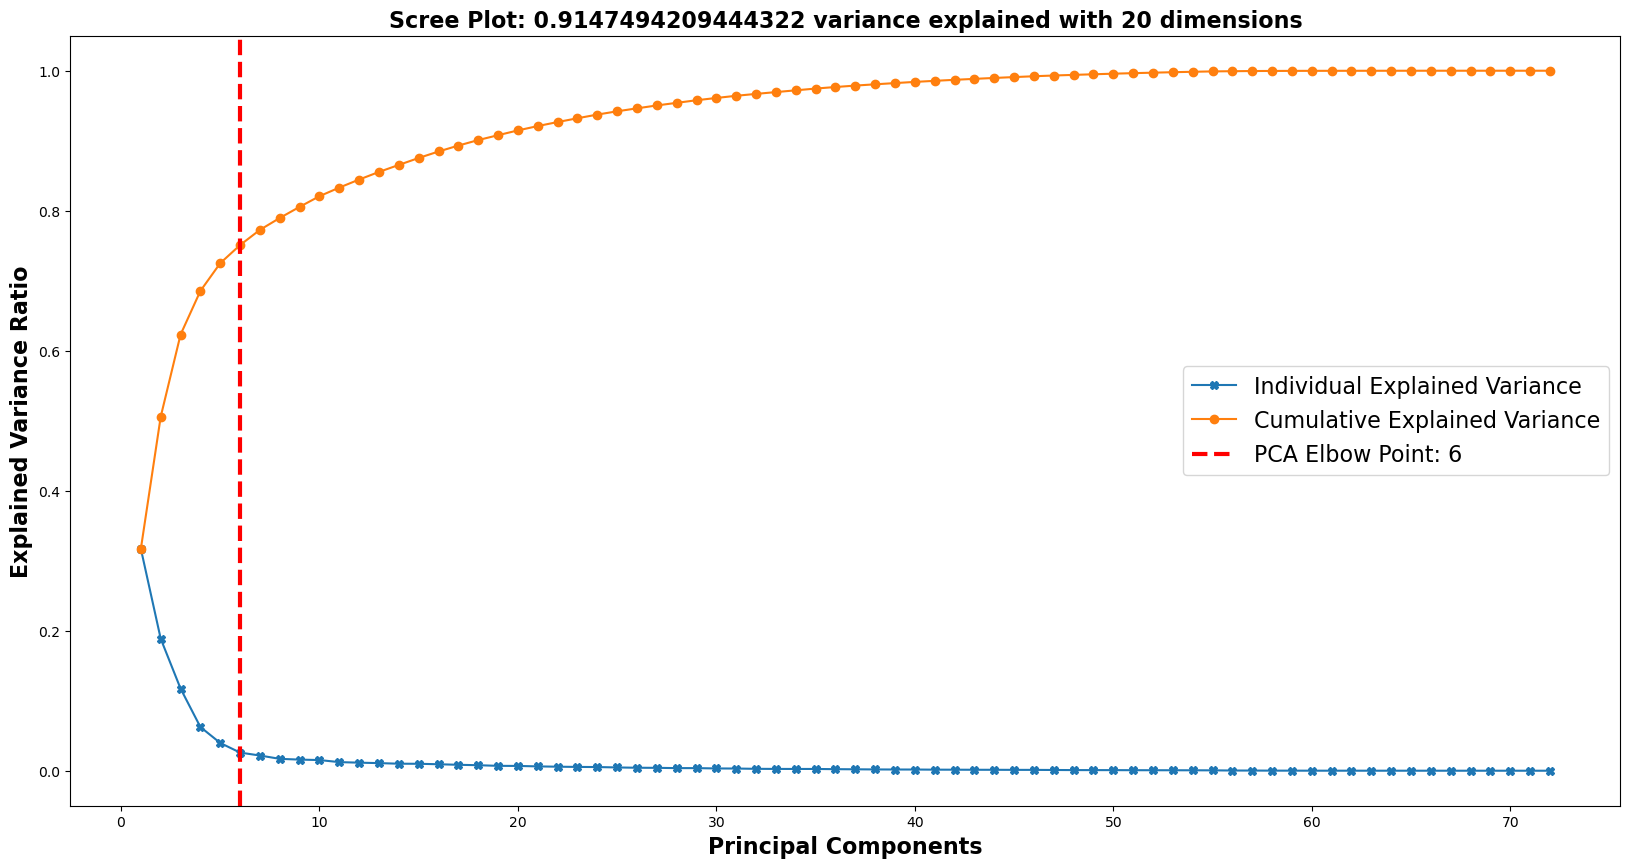 Scree Plot: 0.9147494209444322 variance explained with 20 dimensions
Explained Variance Ratio
1.0
0.8
0.6
0.4
0.2
0.0
Individual Explained Variance
Cumulative Explained Variance
PCA Elbow Point: 6
0 10 20 30 40 50 60 70
Principal Components